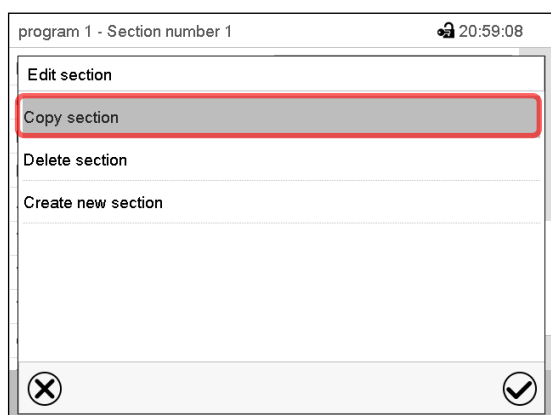 program 1 - Section number 1 20:59:08
Edit section
Copy section
Delete section
Create new section